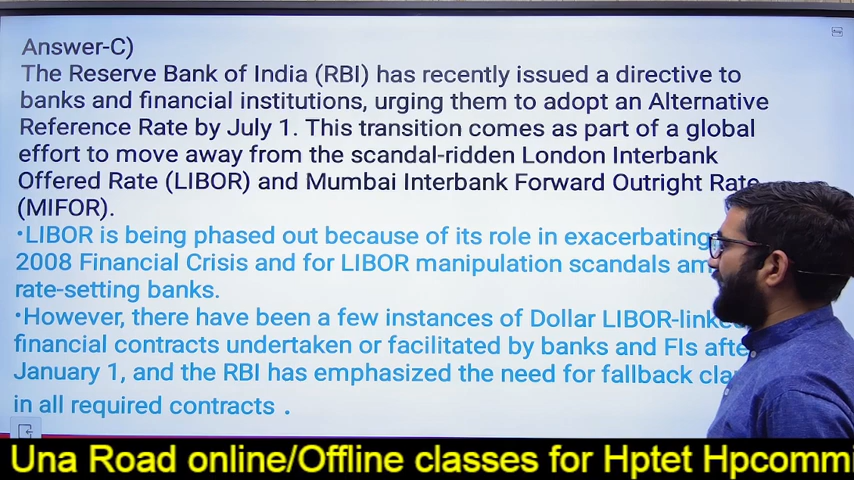 Answer-C)
The Reserve Bank of India (RBI) has recently issued a directive to
banks and financial institutions, urging them to adopt an Alternative
Reference Rate by July 1. This transition comes as part of a global
effort to move away from the scandal-ridden London Interbank
Offered Rate (LIBOR) and Mumbai Interbank Forward Outright Rate
(MIFOR).
•LIBOR is being phased out because of its role in exacerbating
2008 Financial Crisis and for LIBOR manipulation scandals am
rate-setting banks.
•However, there have been a few instances of Dollar LIBOR-linked
financial contracts undertaken or facilitated by banks and FIs afte
January 1, and the RBI has emphasized the need for fallback cla
in all required contracts .
Una Road online/Offline classes for Hptet Hpcommi